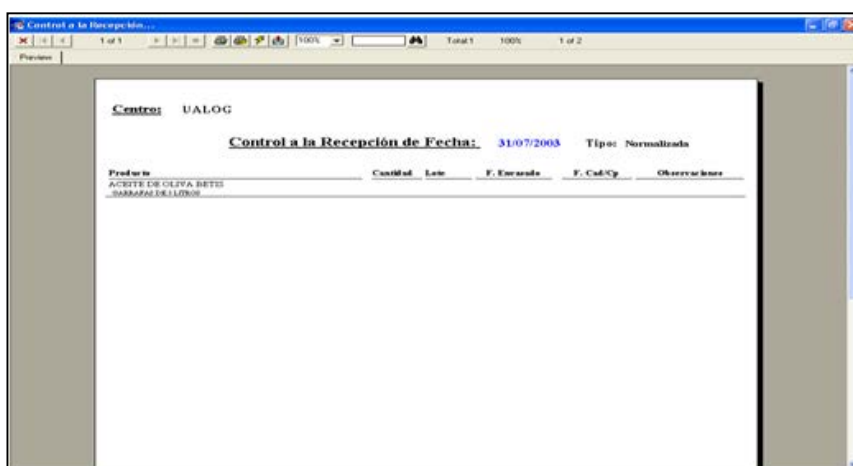 Control a la Recepción...
1 of 1 100% Total:1 100% 1 of 2
Preview
Centro: UALOG
Control a la Recepción de Fecha: 31/07/2003 Tipo: Normalizada
Producto Cantidad Lote F. Envasado F. Cad/Cp Observaciones
ACEITE DE OLIVA BETIS
GARRAFAS DE 5 LITROS